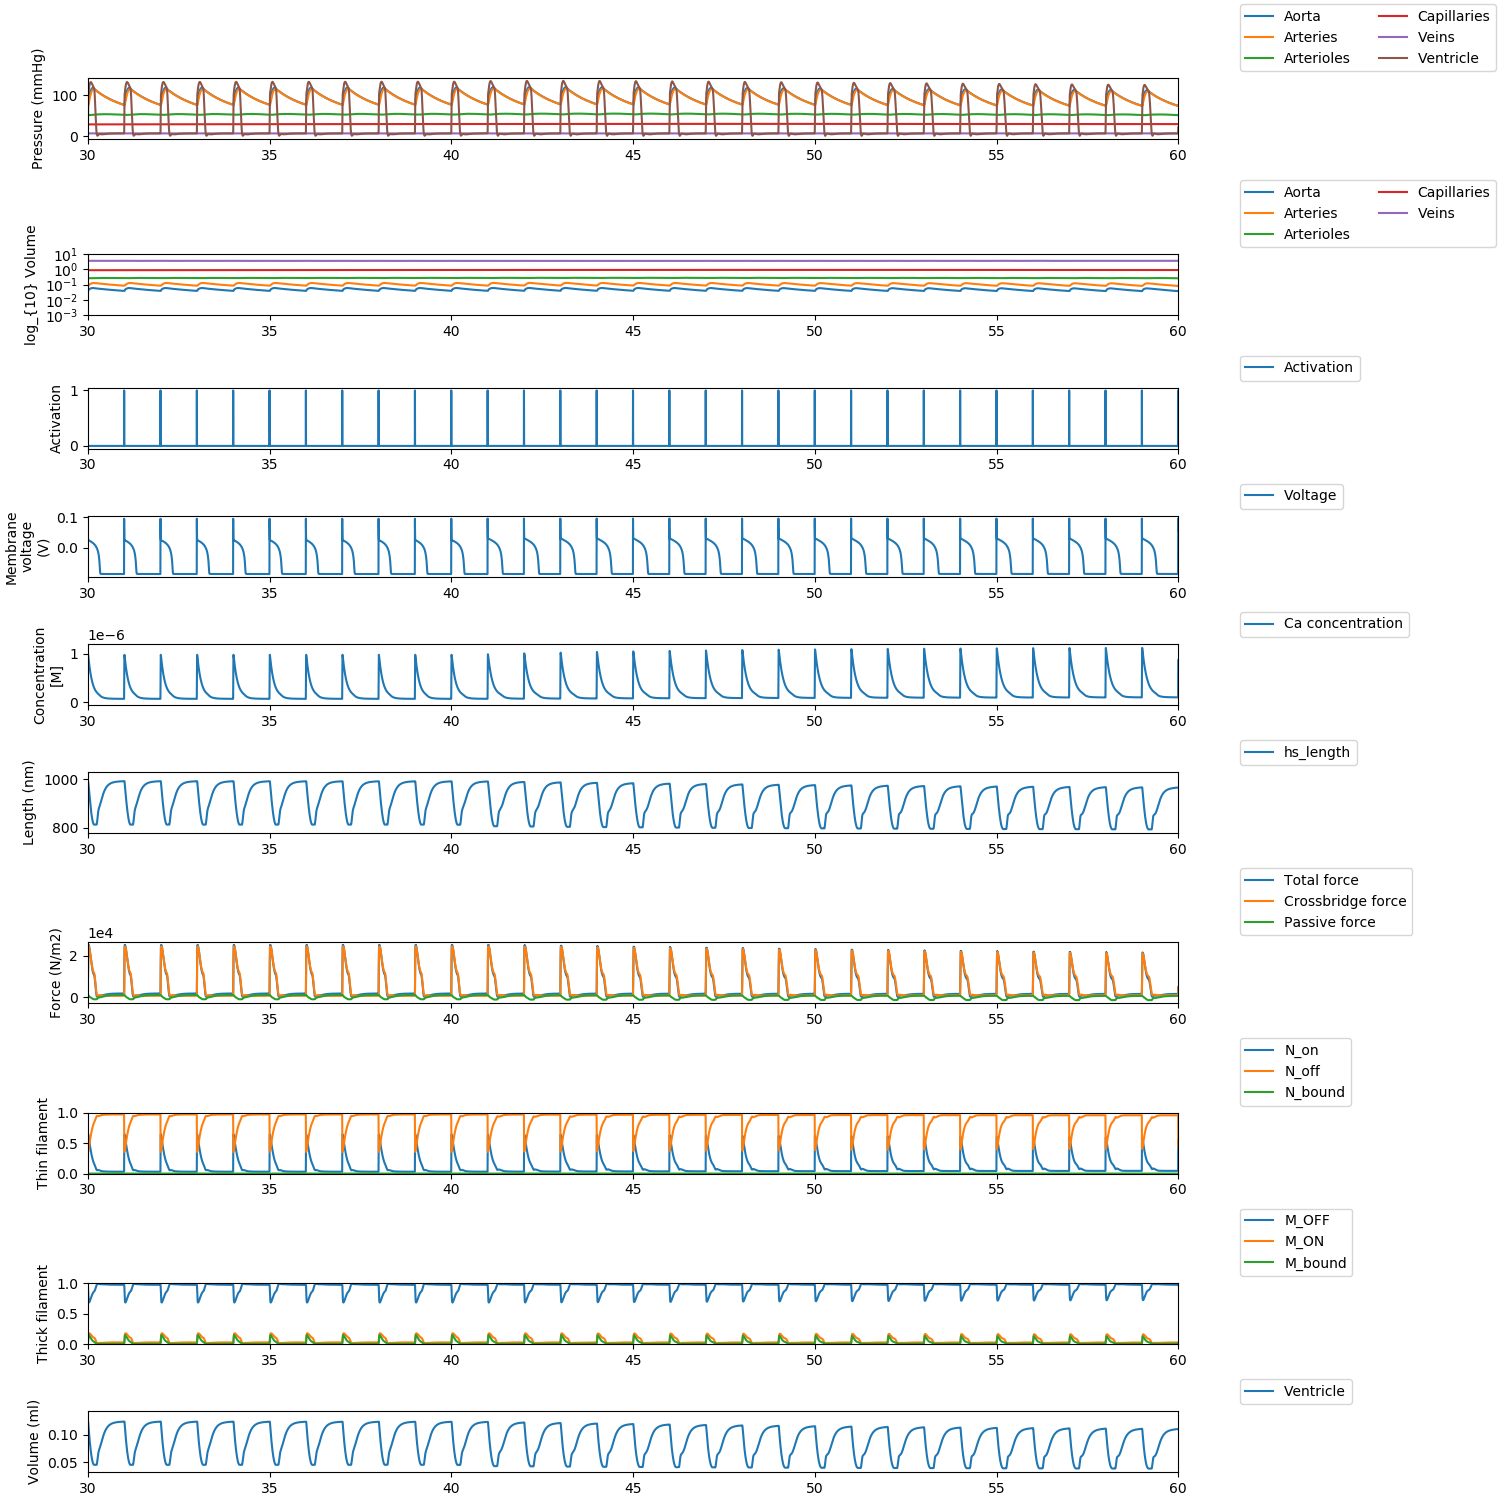 Aorta Capillaries
Arteries Veins
Arterioles Ventricle
Pressure (mmHg)
100
0
30 35 40 45 50 55 60
Aorta Capillaries
Arteries Veins
Arterioles
log_{10} Volume
10^1
10^0
10^−1
10^−2
10^−3
30 35 40 45 50 55 60
Activation
Activation
1
0
30 35 40 45 50 55 60
Voltage
Membrane
voltage
(V)
0.1
0.0
30 35 40 45 50 55 60
Ca concentration
1e−6
Concentration
[M]
1
0
30 35 40 45 50 55 60
hs_length
Length (nm)
1000
800
30 35 40 45 50 55 60
Total force
Crossbridge force
Passive force
1e4
Force (N/m2)
2
0
30 35 40 45 50 55 60
N_on
N_off
N_bound
Thin filament
1.0
0.5
0.0
30 35 40 45 50 55 60
M_OFF
M_ON
M_bound
Thick filament
1.0
0.5
0.0
30 35 40 45 50 55 60
Ventricle
Volume (ml)
0.10
0.05
30 35 40 45 50 55 60